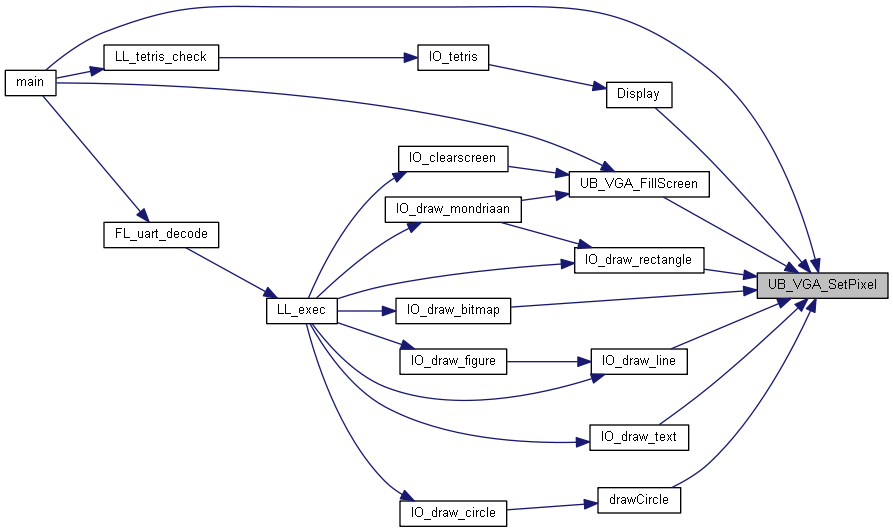 LL_tetris_check
IO_tetris
main
Display
IO_clearscreen
UB_VGA_FillScreen
IO_draw_mondriaan
FL_uart_decode
IO_draw_rectangle
UB_VGA_SetPixel
LL_exec
IO_draw_bitmap
IO_draw_figure
IO_draw_line
IO_draw_text
drawCircle
IO_draw_circle